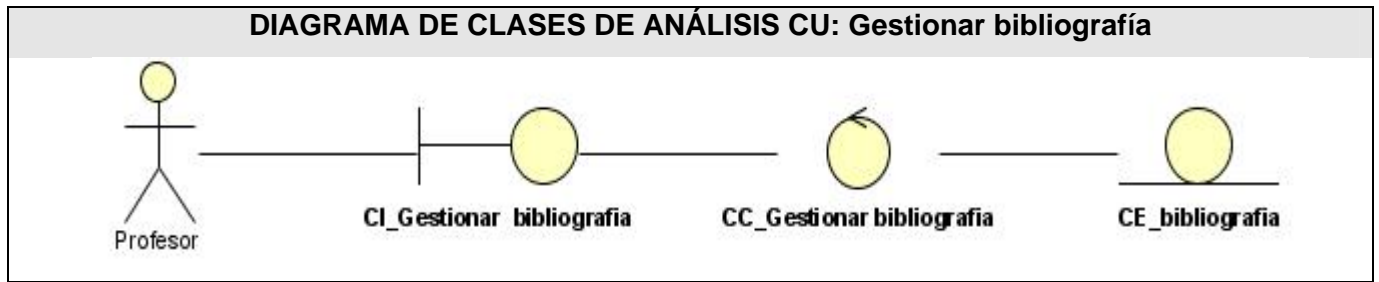 DIAGRAMA DE CLASES DE ANÁLISIS CU: Gestionar bibliografía
CI_Gestionar bibliografia
CC_Gestionar bibliografia
CE_bibliografia
Profesor